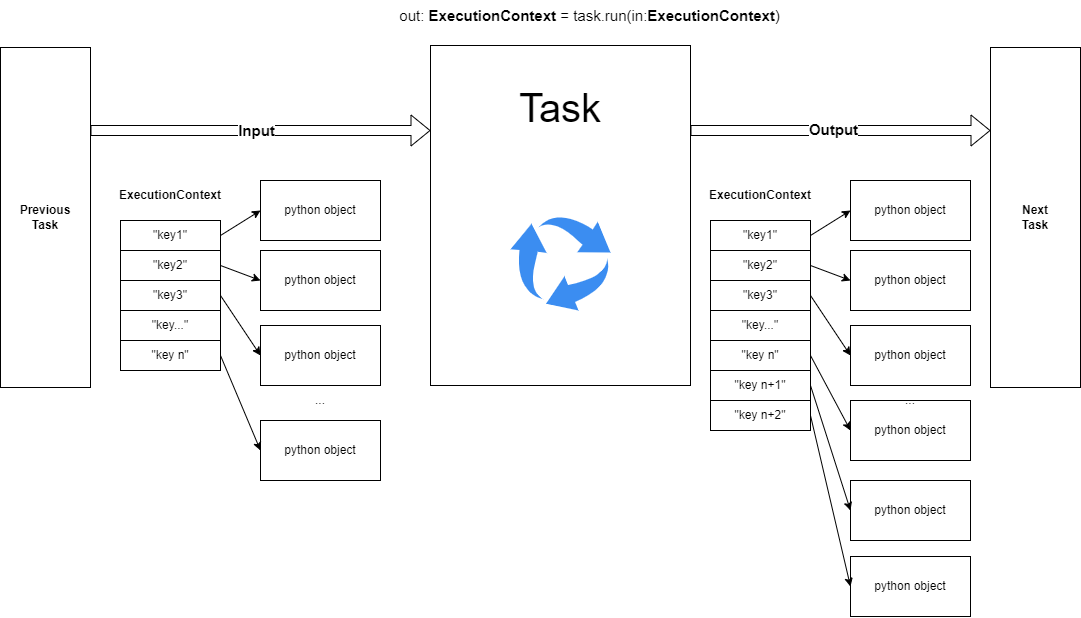 out: ExecutionContext = task.run(in:ExecutionContext)
Previous
Task
Input
ExecutionContext
"key1"
"key2"
"key3"
"key..."
"key n"
python object
python object
python object
...
python object
Task
Output
ExecutionContext
"key1"
"key2"
"key3"
"key..."
"key n"
"key n+1"
"key n+2"
python object
python object
python object
...
python object
python object
python object
Next
Task